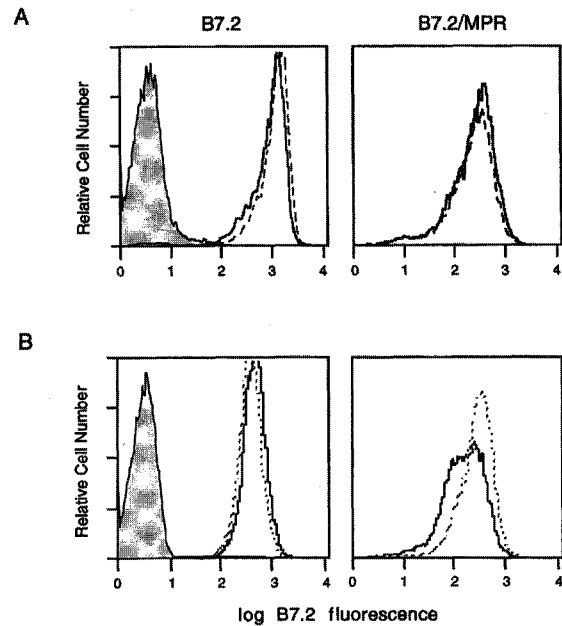 A
B7.2
B7.2/MPR
Relative Cell Number
0 1 2 3 4
0 1 2 3 4
B
Relative Cell Number
0 1 2 3 4
0 1 2 3 4
log B7.2 fluorescence